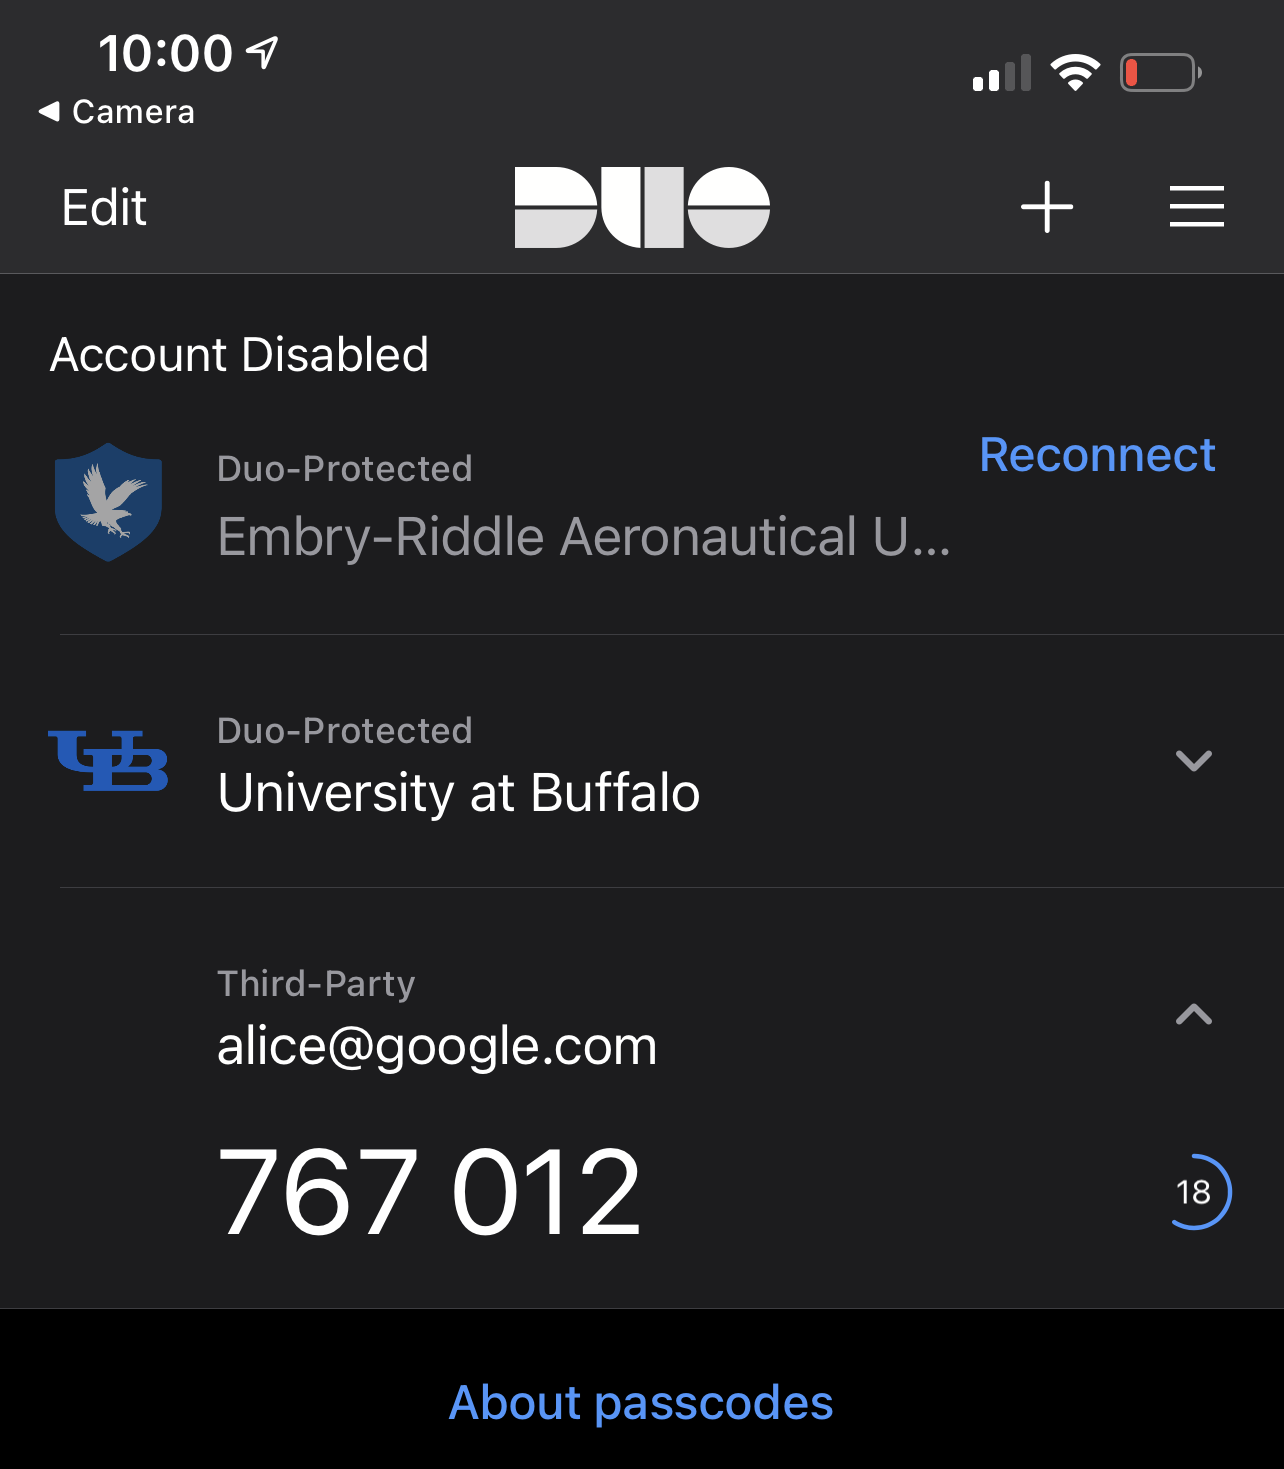 10:00
Camera
Edit
DUO
Account Disabled
Duo-Protected
Reconnect
Embry-Riddle Aeronautical U...
UB
Duo-Protected
University at Buffalo
Third-Party
alice@google.com
767 012
18
About passcodes